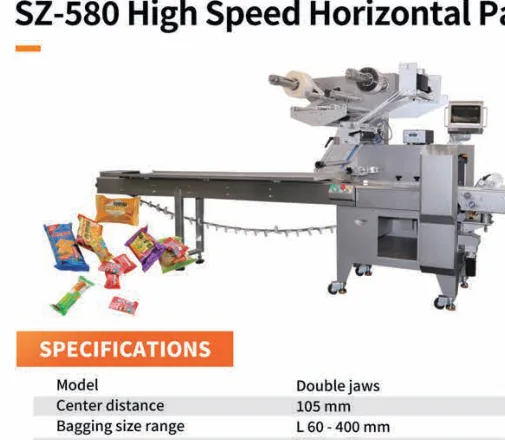 SZ-580 High Speed Horizontal Pa
SPECIFICATIONS
Model Double jaws
Center distance 105 mm
Bagging size range L 60 - 400 mm